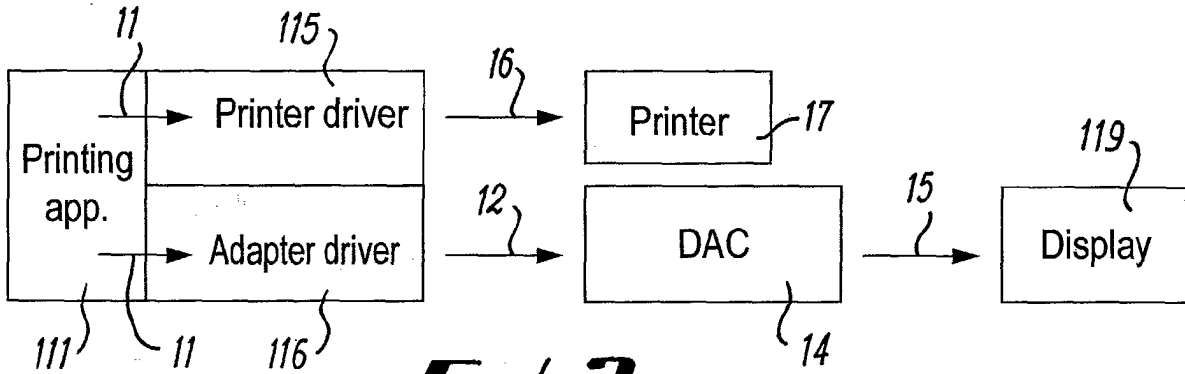 11
115
16
Printer driver
Printer
17
119
Printing
app.
12
15
Adapter driver
DAC
Display
111
11
116
14